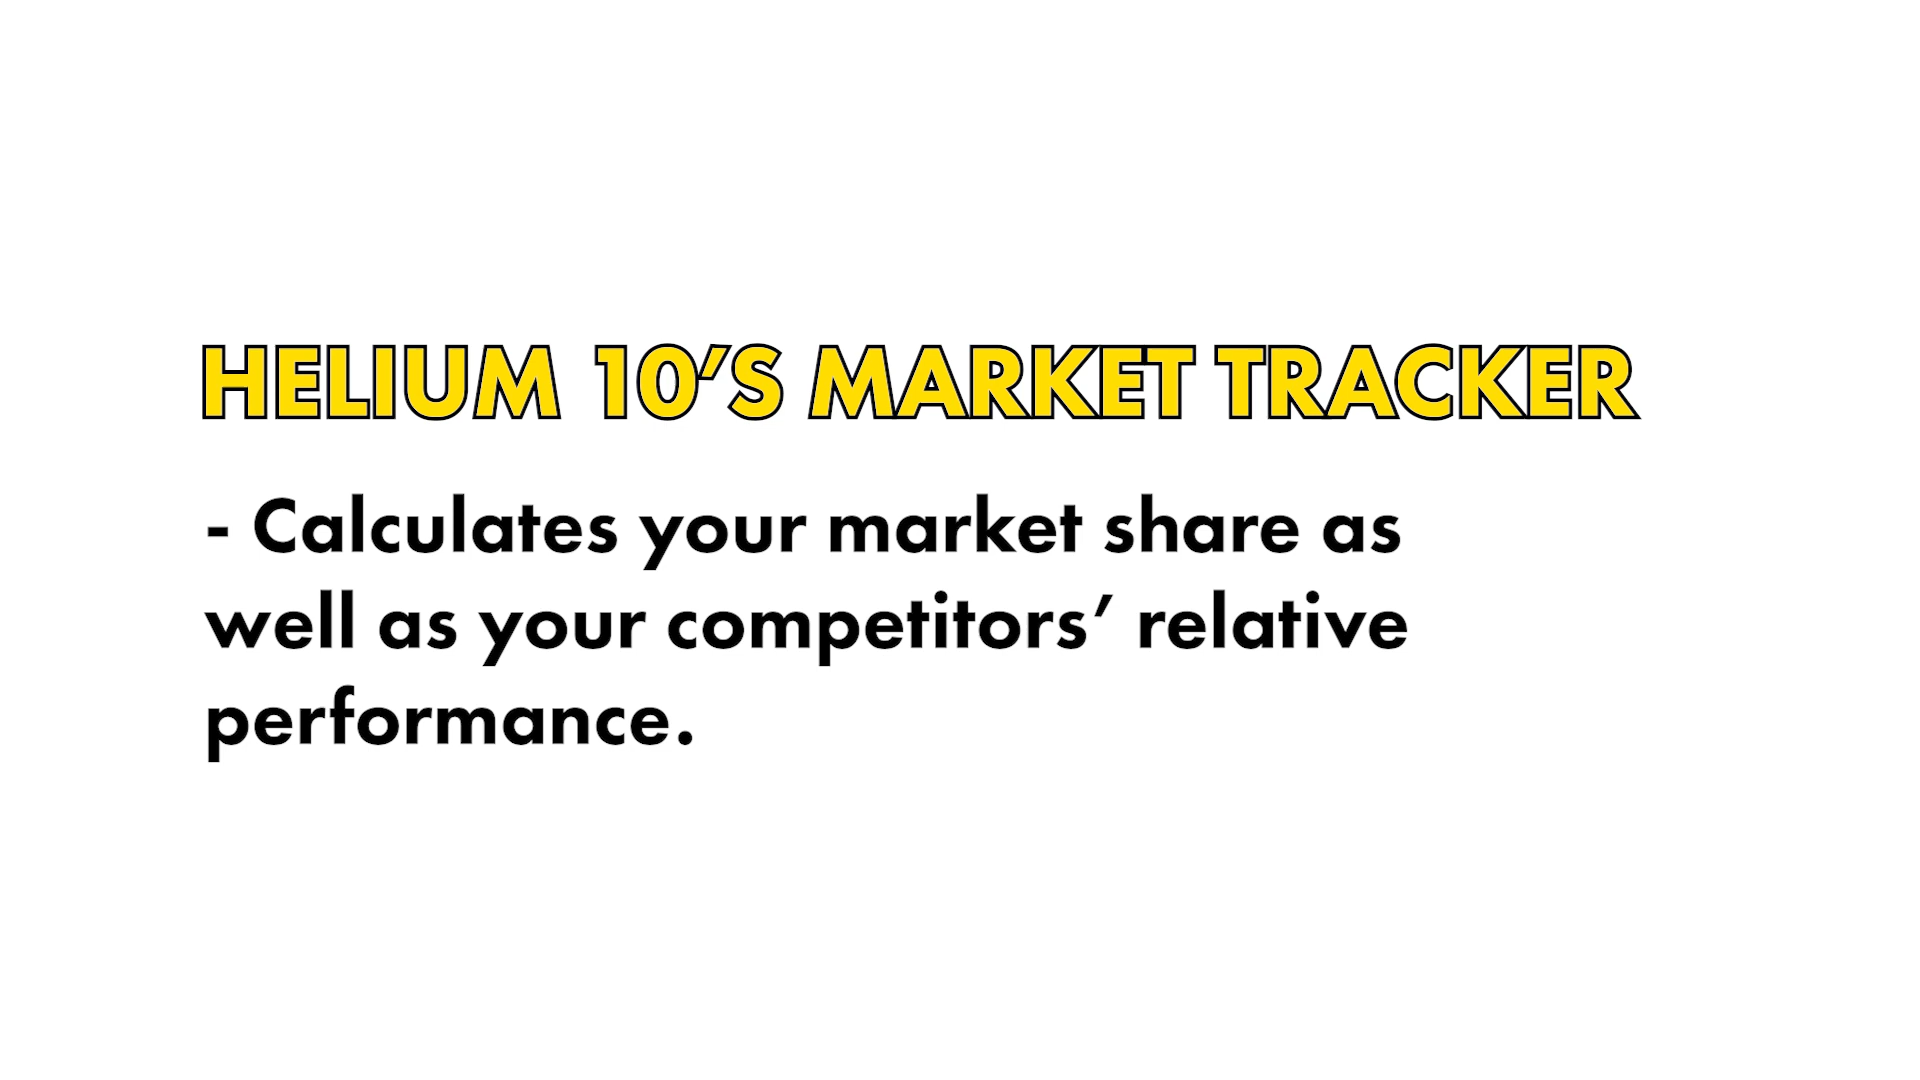 HELIUM 10’S MARKET TRACKER
- Calculates your market share as
well as your competitors’ relative
performance.